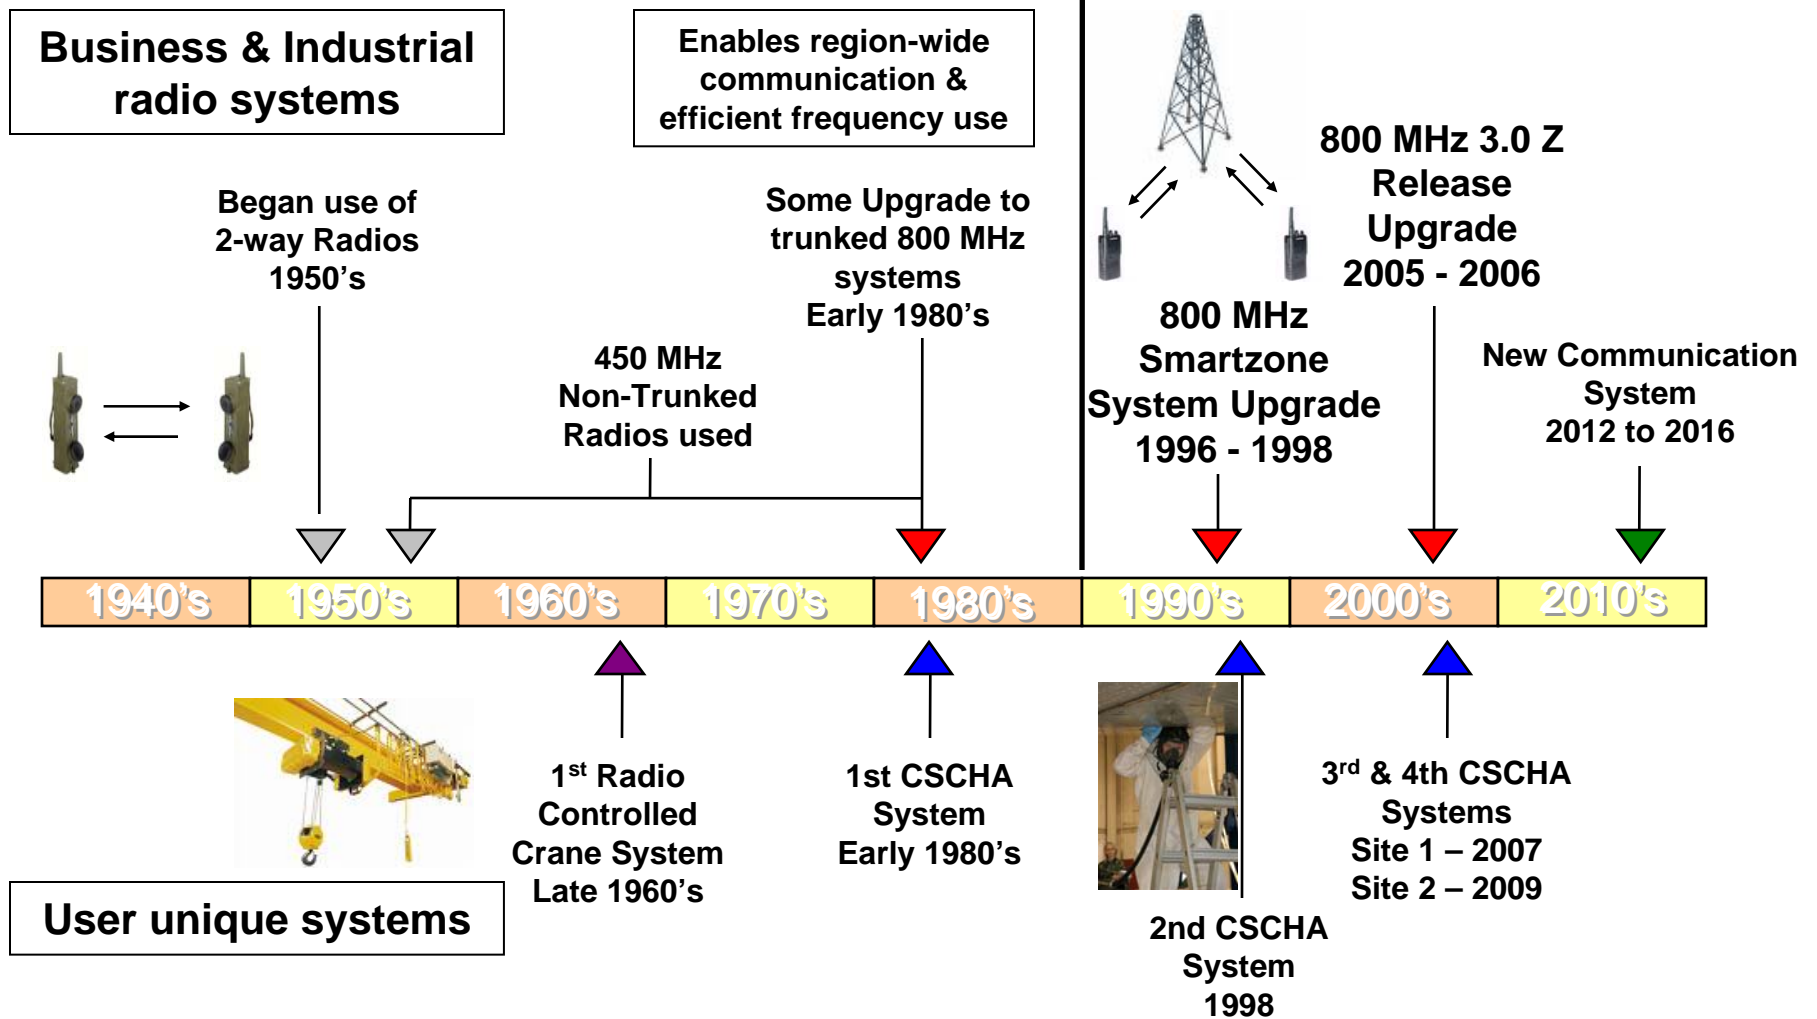 Business & Industrial
radio systems
Enables region-wide
communication &
efficient frequency use
Began use of
2-way Radios
1950’s
450 MHz
Non-Trunked
Radios used
Some Upgrade to
trunked 800 MHz
systems
Early 1980’s
800 MHz
Smartzone
System Upgrade
1996 - 1998
800 MHz 3.0 Z
Release
Upgrade
2005 - 2006
New Communication
System
2012 to 2016
1940’s
1950’s
1960’s
1970’s
1980’s
1990’s
2000’s
2010’s
1st Radio
Controlled
Crane System
Late 1960’s
1st CSCHA
System
Early 1980’s
2nd CSCHA
System
1998
3rd & 4th CSCHA
Systems
Site 1 – 2007
Site 2 – 2009
User unique systems